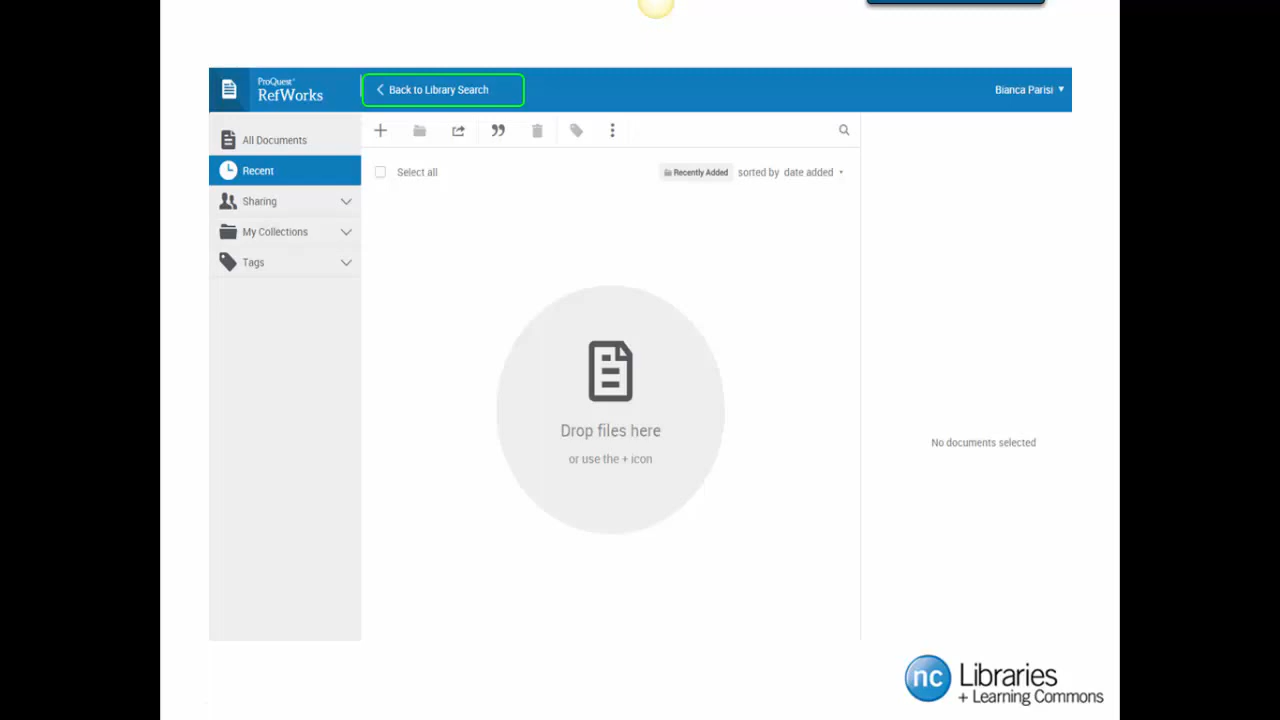 ProQuest®
RefWorks
Back to Library Search
Bianca Parisi
All Documents
Recent
Sharing
My Collections
Tags
Select all
Recently Added sorted by date added
Drop files here
or use the + icon
No documents selected
nc Libraries
+ Learning Commons